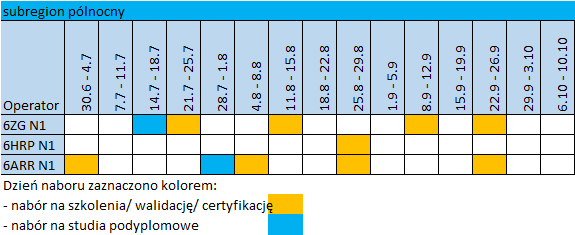 subregion pólnocny
Operator 30.6 - 4.7 7.7 - 11.7 14.7 - 18.7 21.7 - 25.7 28.7 - 1.8 4.8 - 8.8 11.8 - 15.8 18.8 - 22.8 25.8 - 29.8 1.9 - 5.9 8.9 - 12.9 15.9 - 19.9 22.9 - 26.9 29.9 - 3.10 6.10 - 10.10
6ZG N1
6HRP N1
6ARR N1
Dzień naboru zaznaczono kolorem:
- nabór na szkolenia/ walidację/ certyfikację
- nabór na studia podyplomowe